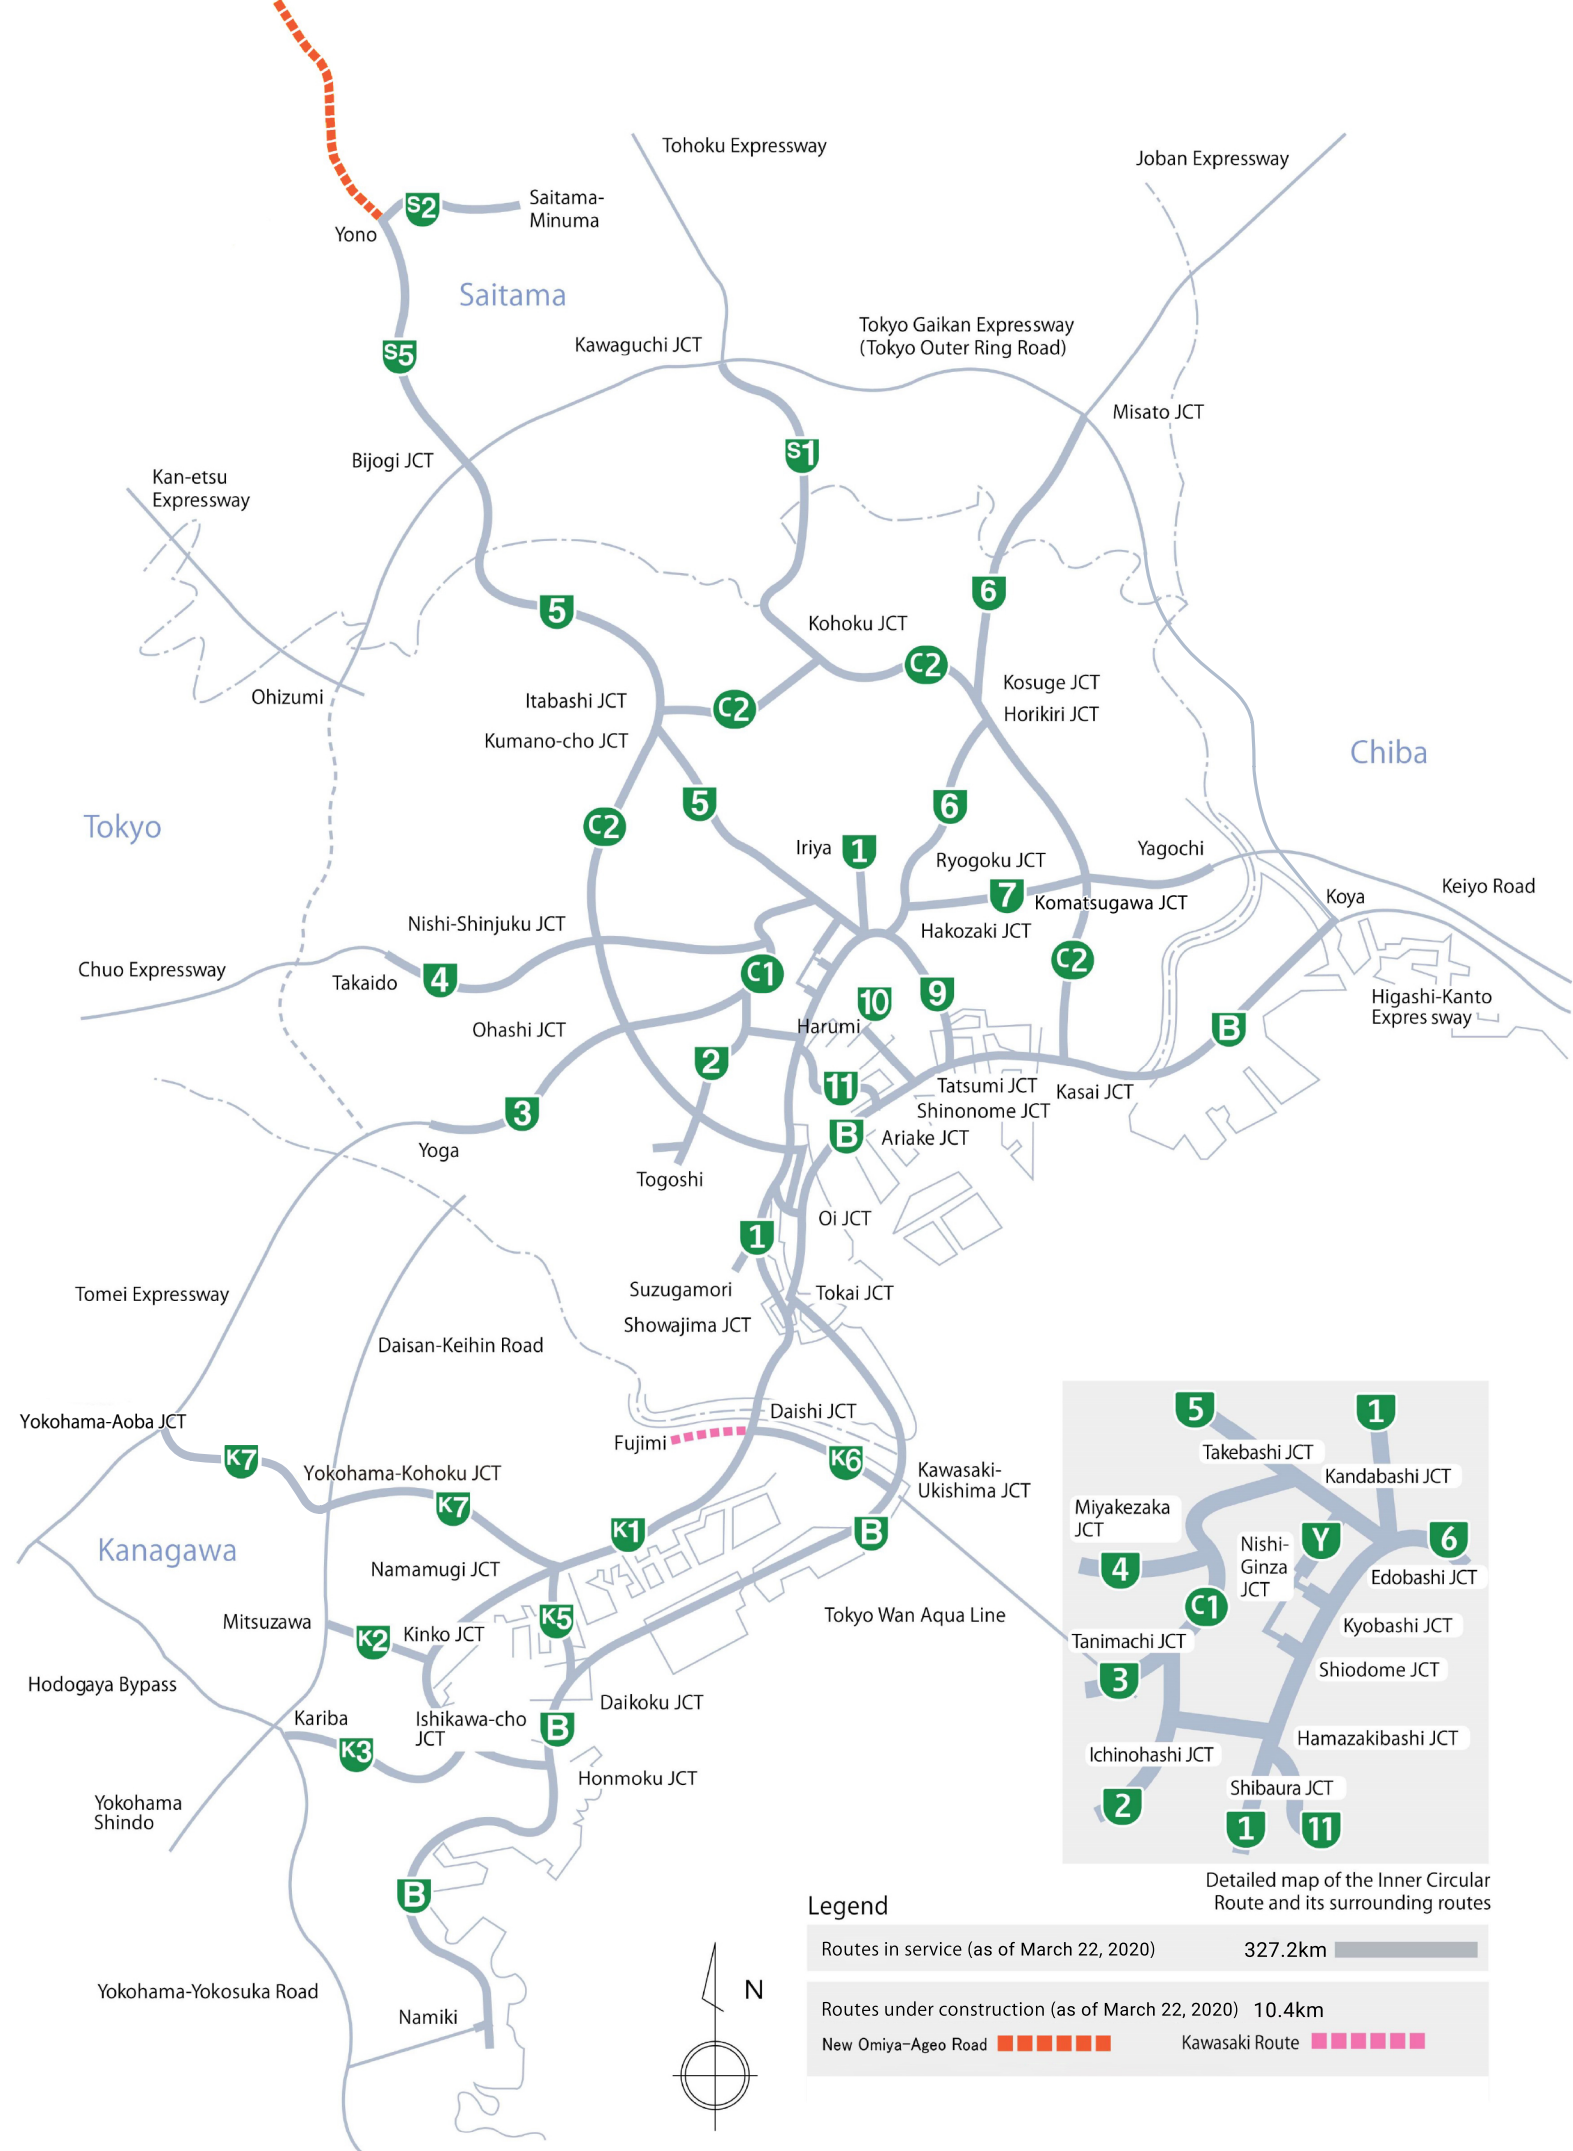 Tohoku Expressway
Joban Expressway
S2
Saitama-
Minuma
Yono
Saitama
Tokyo Gaikan Expressway
(Tokyo Outer Ring Road)
Kawaguchi JCT
S5
Misato JCT
S1
Bijogi JCT
Kan-etsu
Expressway
6
5
Kohoku JCT
C2
Kosuge JCT
Ohizumi
Itabashi JCT
C2
Horikiri JCT
Kumano-cho JCT
Chiba
5
6
Tokyo
C2
Iriya
1
Ryogoku JCT
Yagochi
Keiyo Road
7
Komatsugawa JCT
Koya
Nishi-Shinjuku JCT
Hakozaki JCT
Chuo Expressway
Takaido
4
C1
C2
10
9
Higashi-Kanto
Expres sway
Ohashi JCT
Harumi
B
2
11
Tatsumi JCT
Kasai JCT
3
Shinonome JCT
B
Ariake JCT
Yoga
Togoshi
Oi JCT
1
Tomei Expressway
Suzugamori
Tokai JCT
Showajima JCT
Daisan-Keihin Road
Yokohama-Aoba JCT
Daishi JCT
Fujimi
K7
K6
Yokohama-Kohoku JCT
Kawasaki-
Ukishima JCT
K7
K1
B
Kanagawa
Namamugi JCT
Tokyo Wan Aqua Line
Mitsuzawa
K2
Kinko JCT
K5
Hodogaya Bypass
Daikoku JCT
Kariba
Ishikawa-cho
JCT
B
K3
Honmoku JCT
Yokohama
Shindo
B
Yokohama-Yokosuka Road
Namiki
5
1
Takebashi JCT
Kandabashi JCT
Miyakezaka
JCT
Y
6
Nishi-
Ginza
JCT
4
Edobashi JCT
C1
Kyobashi JCT
Tanimachi JCT
3
Shiodome JCT
Hamazakibashi JCT
Ichinohashi JCT
Shibaura JCT
2
1
11
Detailed map of the Inner Circular
Route and its surrounding routes
Legend
Routes in service (as of March 22, 2020) 327.2km
Routes under construction (as of March 22, 2020) 10.4km
New Omiya-Ageo Road
Kawasaki Route
N